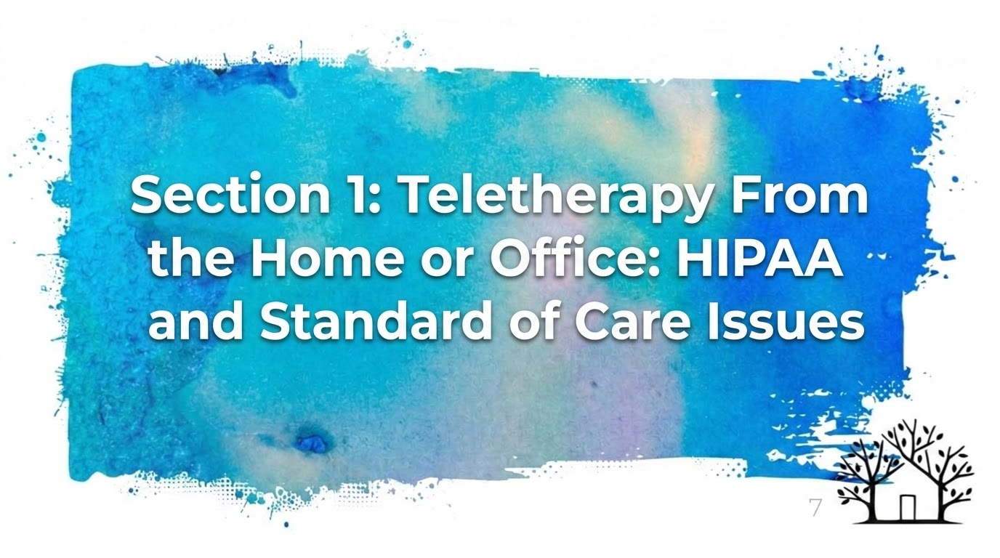 Section 1: Teletherapy From
the Home or Office: HIPAA
and Standard of Care Issues
7